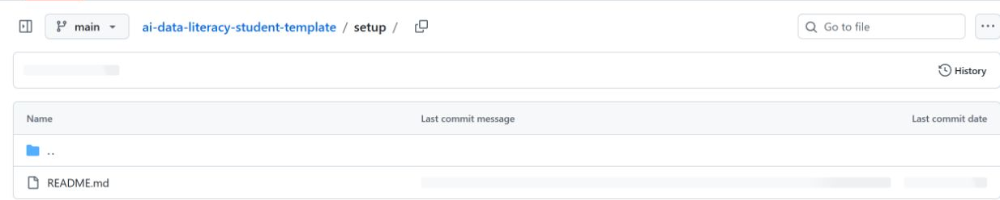 main ai-data-literacy-student-template / setup / Go to file ...
History
Name Last commit message Last commit date
..
README.md